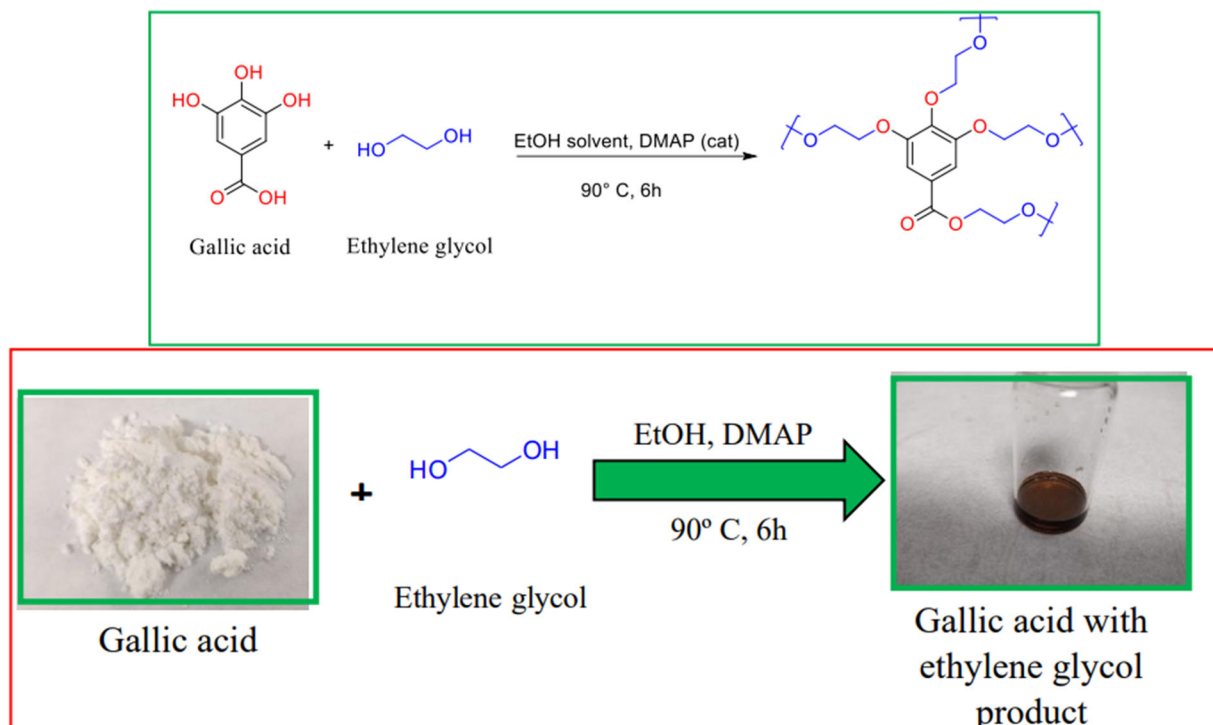 OH
HO
OH
O
OH
Gallic acid
+
HO
OH
Ethylene glycol
EtOH solvent, DMAP (cat)
90° C, 6h
O
O
O
O
O
O
O
O
O
Gallic acid
+
HO
OH
Ethylene glycol
EtOH, DMAP
90º C, 6h
Gallic acid with
ethylene glycol
product